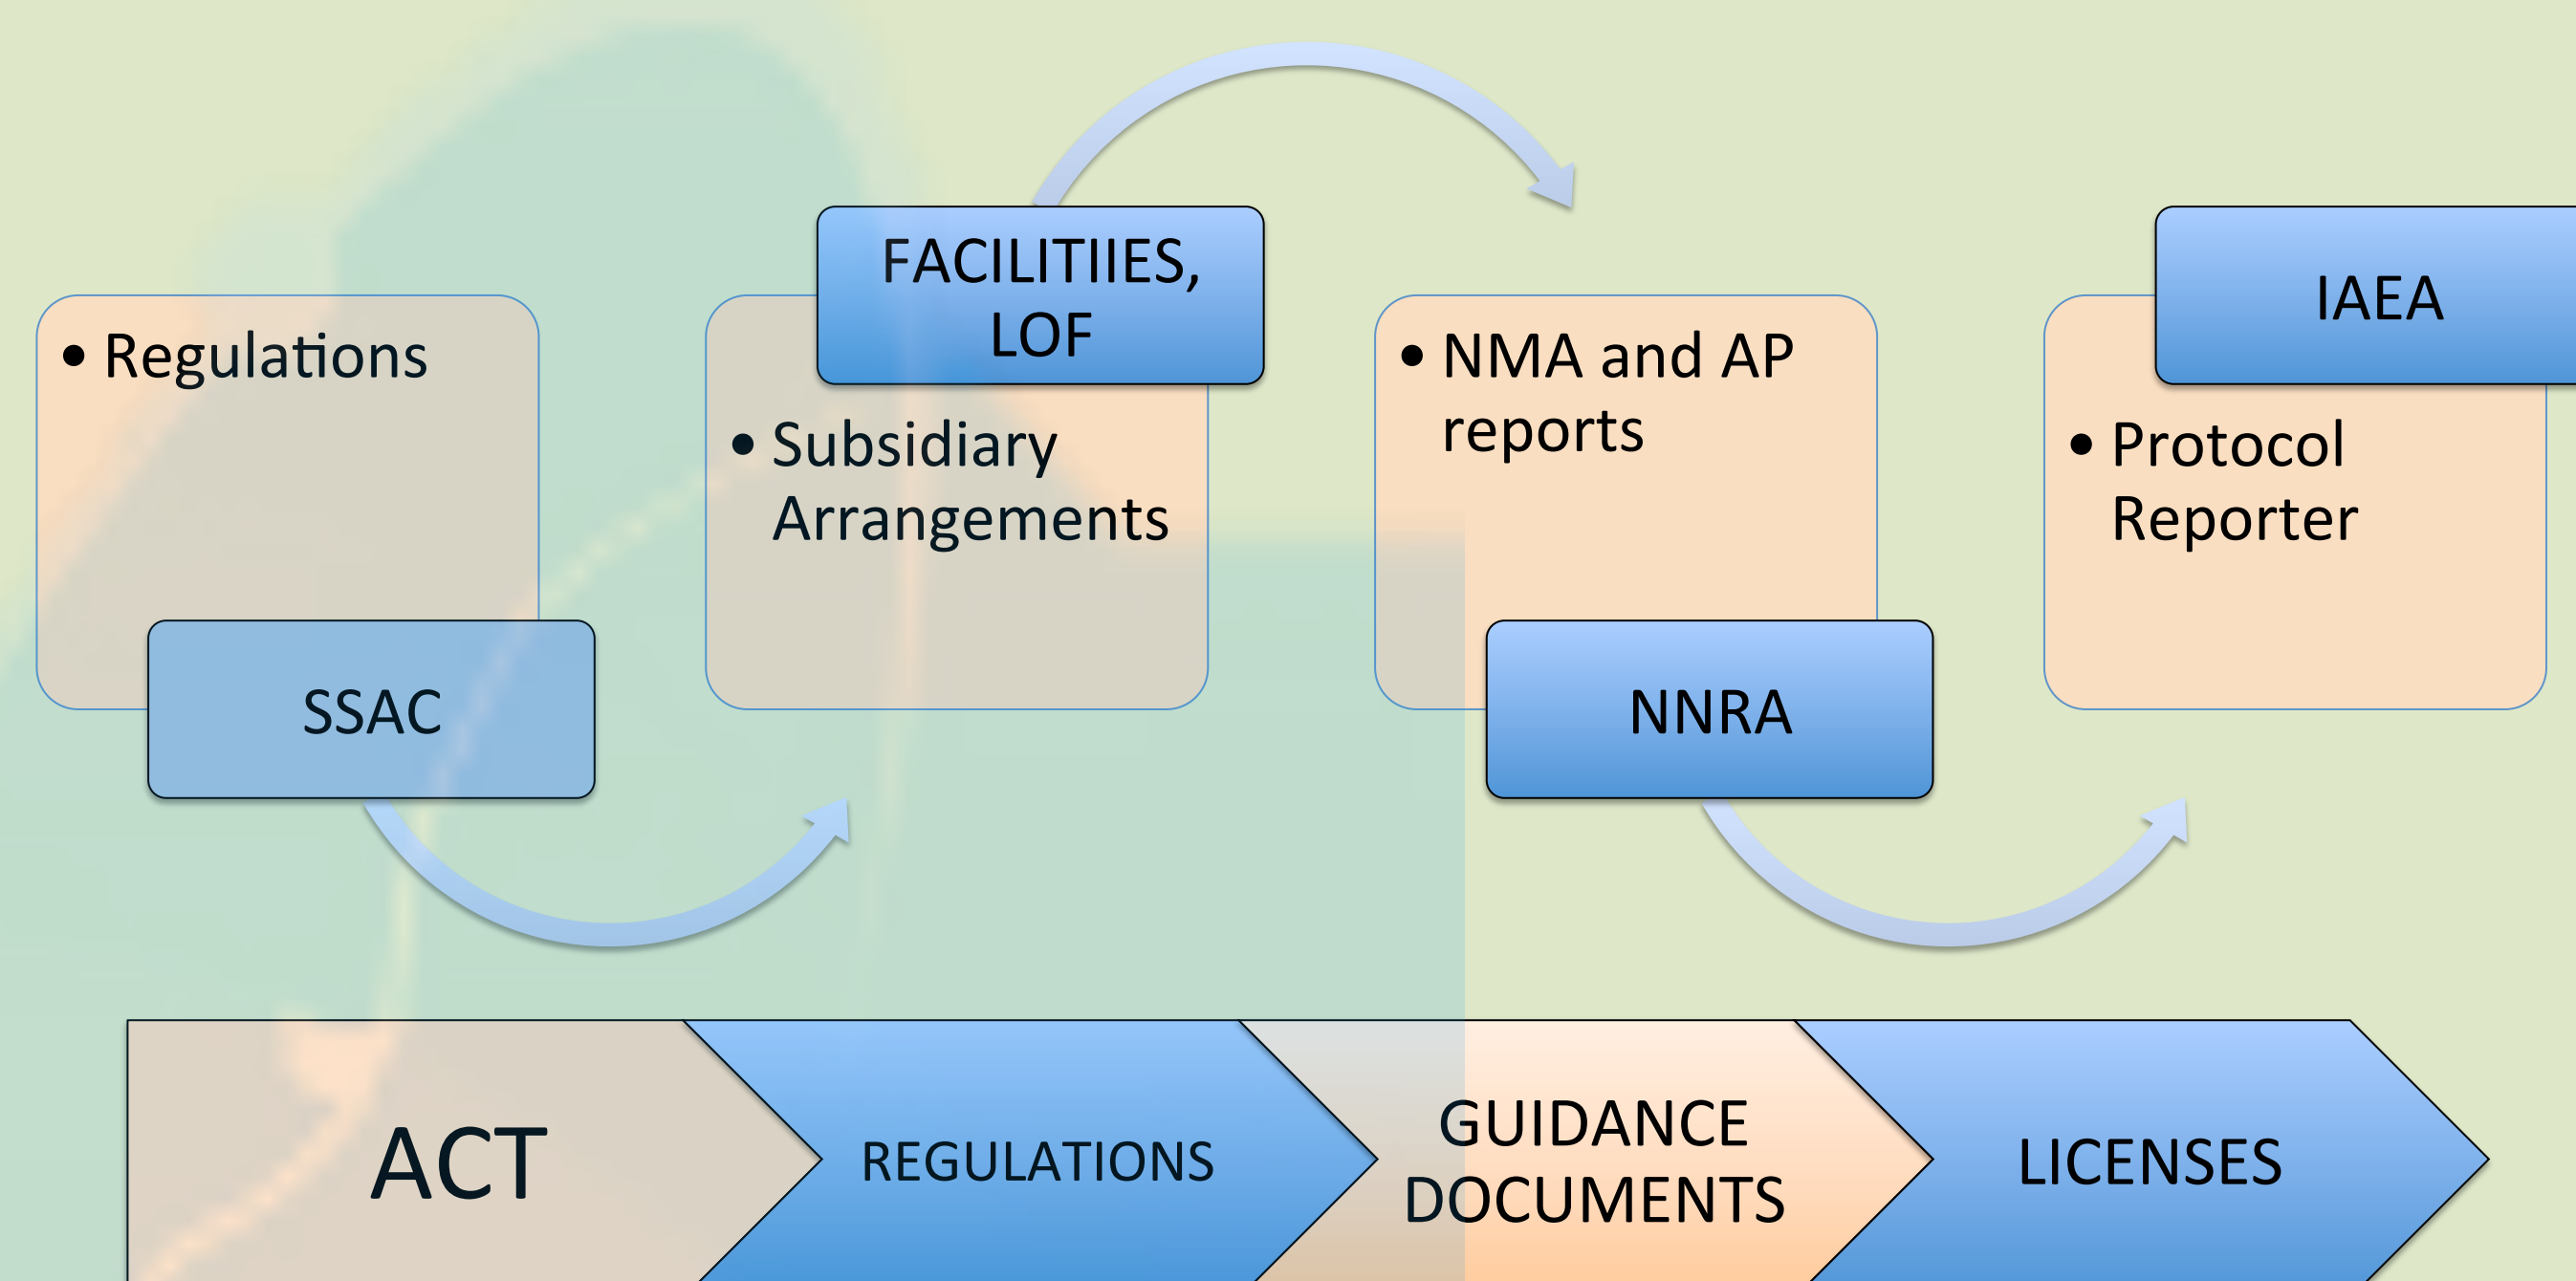 • Regulations
SSAC
FACILITIIES,
LOF
• Subsidiary
Arrangements
• NMA and AP
reports
NNRA
IAEA
• Protocol
Reporter
ACT
REGULATIONS
GUIDANCE
DOCUMENTS
LICENSES